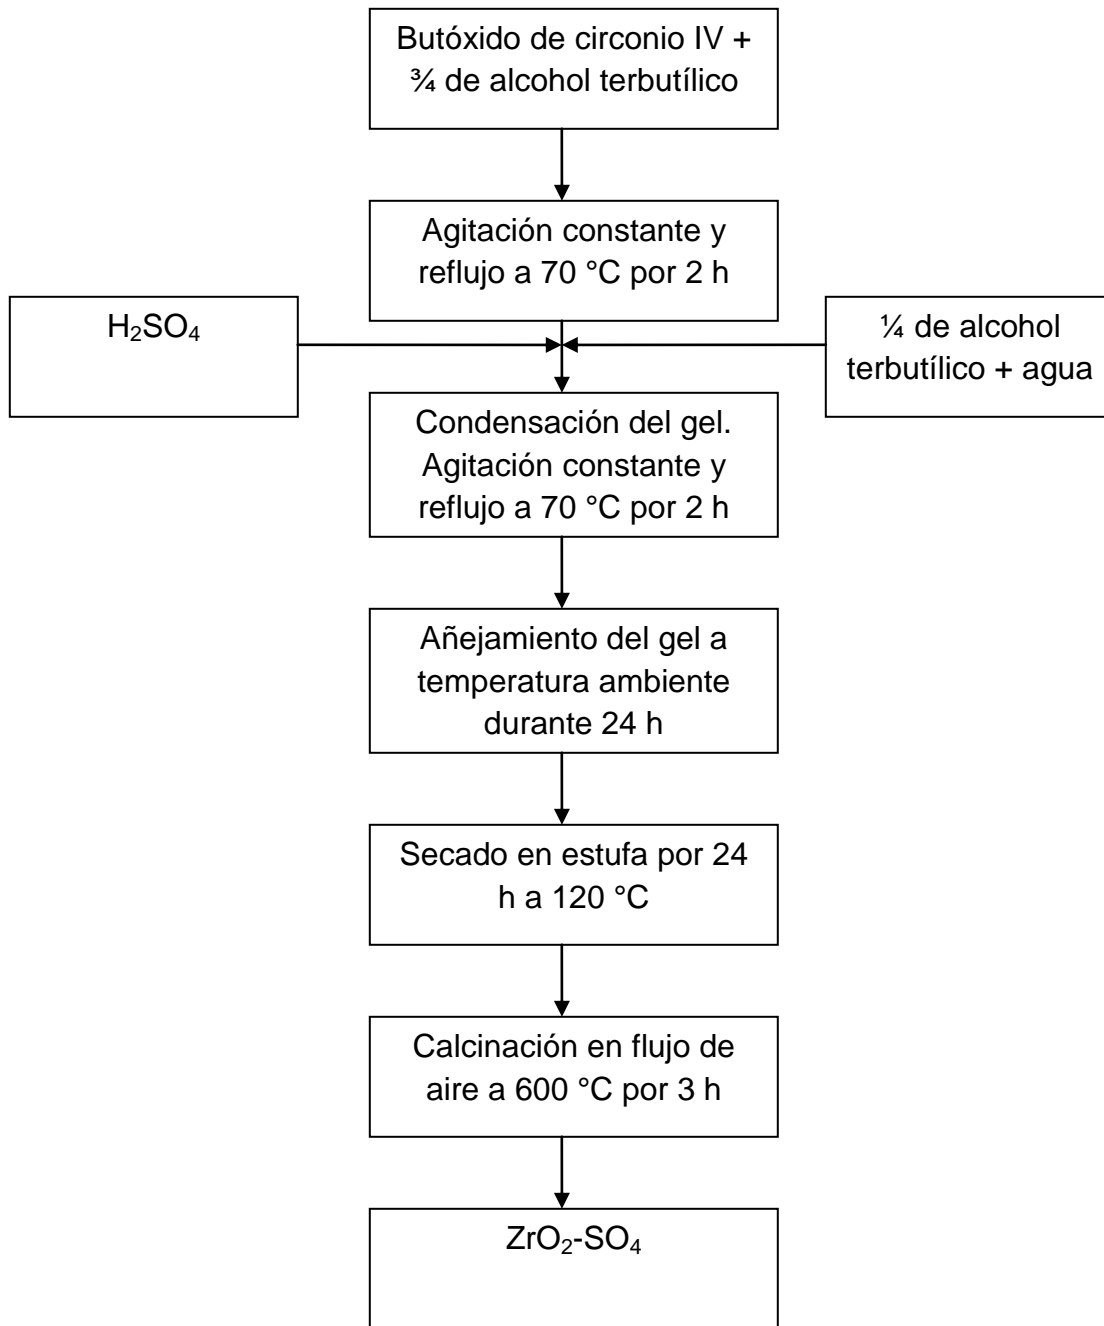 Butóxido de circonio IV +
¾ de alcohol terbutílico
Agitación constante y
reflujo a 70 °C por 2 h
H₂SO₄
¼ de alcohol
terbutílico + agua
Condensación del gel.
Agitación constante y
reflujo a 70 °C por 2 h
Añejamiento del gel a
temperatura ambiente
durante 24 h
Secado en estufa por 24
h a 120 °C
Calcinación en flujo de
aire a 600 °C por 3 h
ZrO₂-SO₄